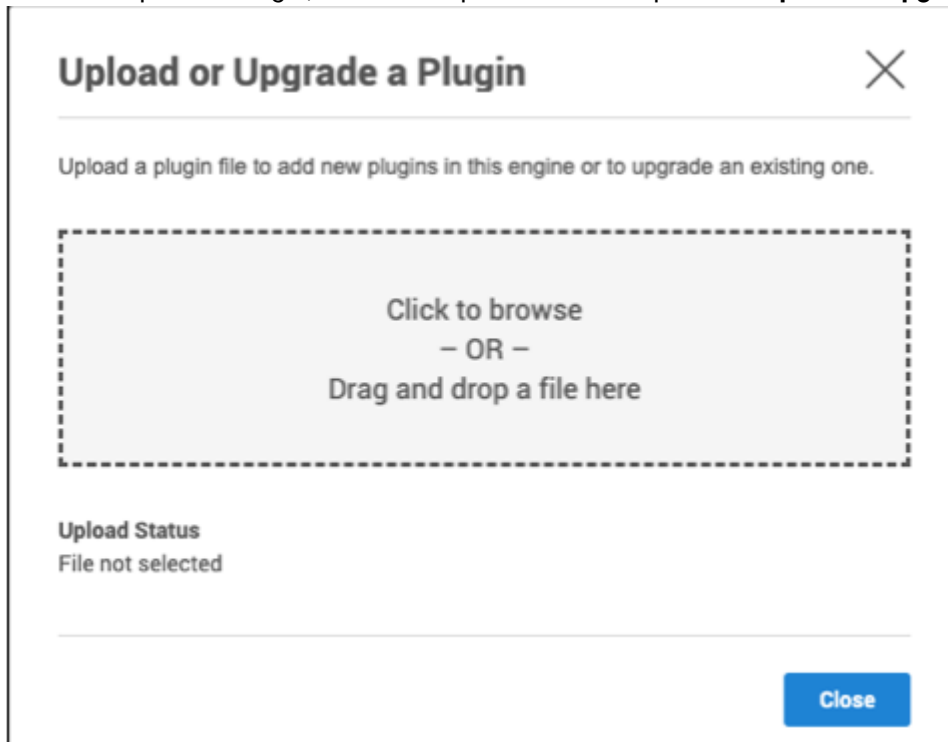 Upload or Upgrade a Plugin
Upload a plugin file to add new plugins in this engine or to upgrade an existing one.
Click to browse
– OR –
Drag and drop a file here
Upload Status
File not selected
Close